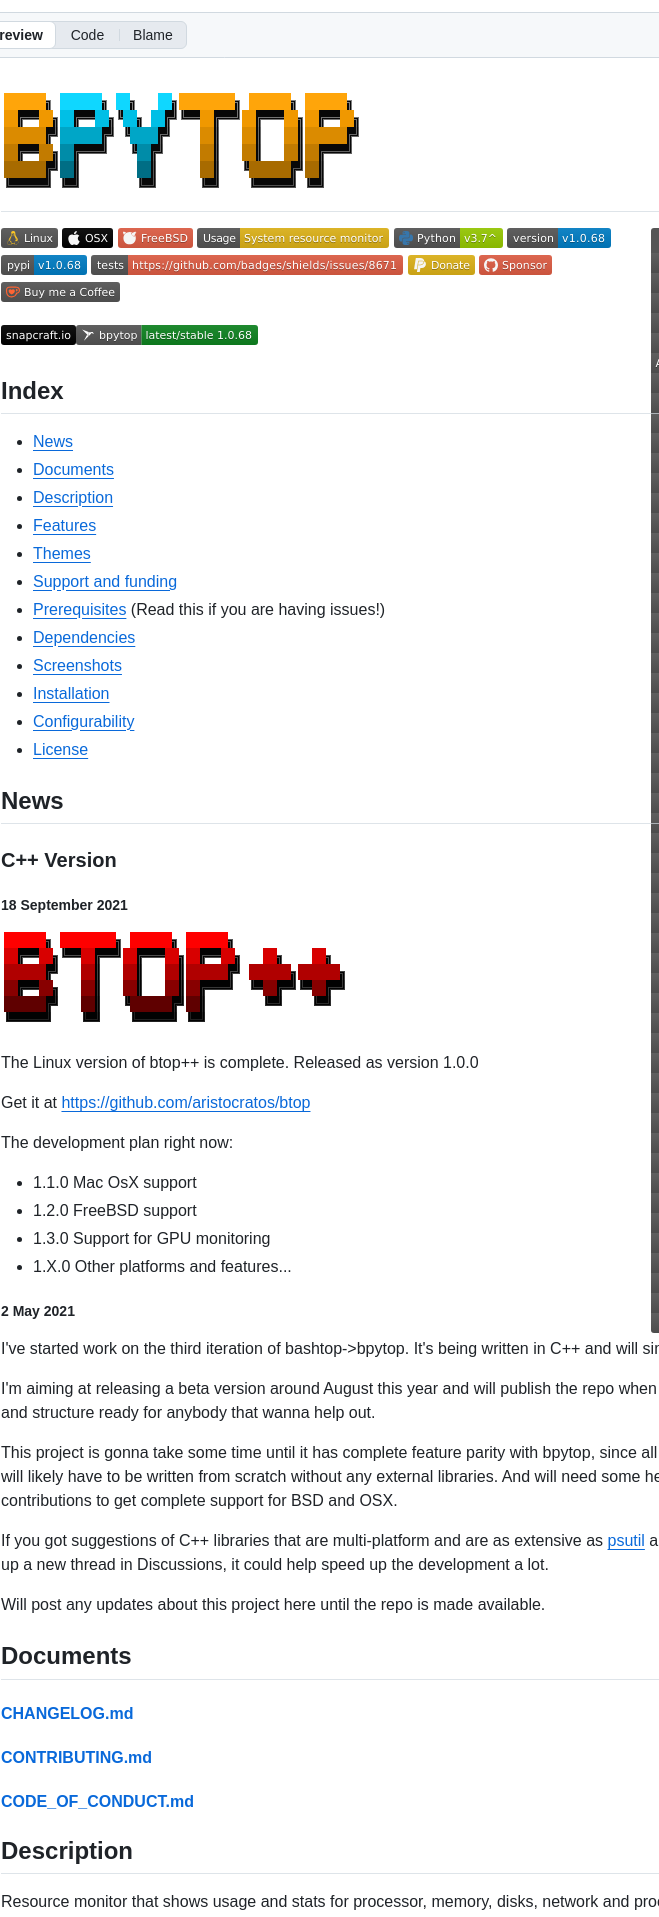 review Code Blame
BPYTOP
Linux OSX FreeBSD Usage System resource monitor Python v3.7^ version v1.0.68
pypi v1.0.68 tests https://github.com/badges/shields/issues/8671 Donate Sponsor
Buy me a Coffee
snapcraft.io bpytop latest/stable 1.0.68
Index
News
Documents
Description
Features
Themes
Support and funding
Prerequisites (Read this if you are having issues!)
Dependencies
Screenshots
Installation
Configurability
License
News
C++ Version
18 September 2021
BTOP++
The Linux version of btop++ is complete. Released as version 1.0.0
Get it at https://github.com/aristocratos/btop
The development plan right now:
1.1.0 Mac OsX support
1.2.0 FreeBSD support
1.3.0 Support for GPU monitoring
1.X.0 Other platforms and features...
2 May 2021
I've started work on the third iteration of bashtop->bpytop. It's being written in C++ and will
I'm aiming at releasing a beta version around August this year and will publish the repo when
and structure ready for anybody that wanna help out.
This project is gonna take some time until it has complete feature parity with bpytop, since all
will likely have to be written from scratch without any external libraries. And will need some
contributions to get complete support for BSD and OSX.
If you got suggestions of C++ libraries that are multi-platform and are as extensive as psutil
up a new thread in Discussions, it could help speed up the development a lot.
Will post any updates about this project here until the repo is made available.
Documents
CHANGELOG.md
CONTRIBUTING.md
CODE_OF_CONDUCT.md
Description
Resource monitor that shows usage and stats for processor, memory, disks, network and